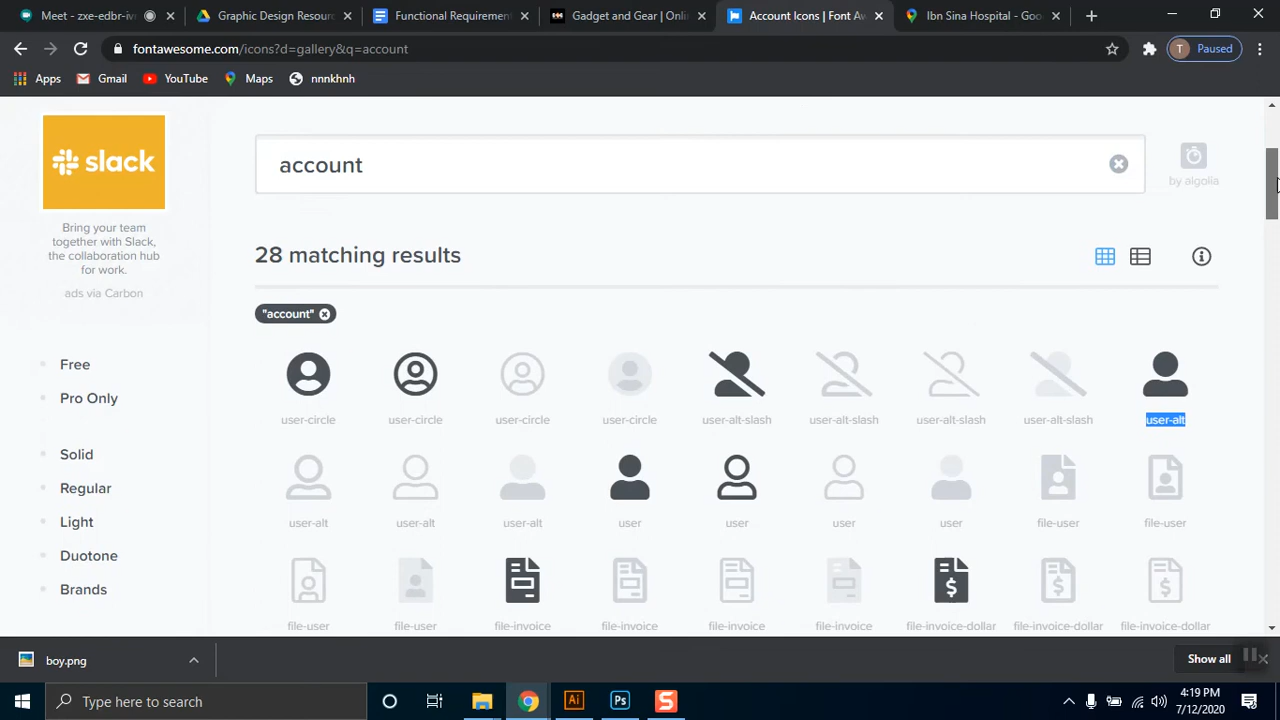 Meet - zxe-edbi-iv
Graphic Design Resour
Functional Requirement
Gadget and Gear | Onli
Account Icons | Font Aw
Ibn Sina Hospital - Goo
fontawesome.com/icons?d=gallery&q=account
T Paused
Apps
Gmail
YouTube
Maps
nnnkhnh
slack
Bring your team
together with Slack,
the collaboration hub
for work.
ads via Carbon
account
by algolia
28 matching results
"account"
Free
Pro Only
Solid
Regular
Light
Duotone
Brands
user-circle user-circle user-circle user-circle user-alt-slash user-alt-slash user-alt-slash user-alt-slash user-alt
user-alt user-alt user-alt user user user user file-user file-user
$ $ $
file-user file-user file-invoice file-invoice file-invoice file-invoice file-invoice-dollar file-invoice-dollar file-invoice-dollar
boy.png
Show all
Type here to search
Ai
Ps
S
4:19 PM
7/12/2020